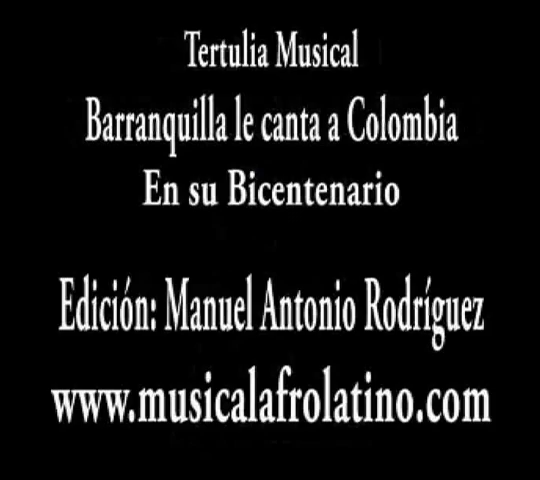 Tertulia Musical
Barranquilla le canta a Colombia
En su Bicentenario
Edición: Manuel Antonio Rodríguez
www.musicalafrolatino.com